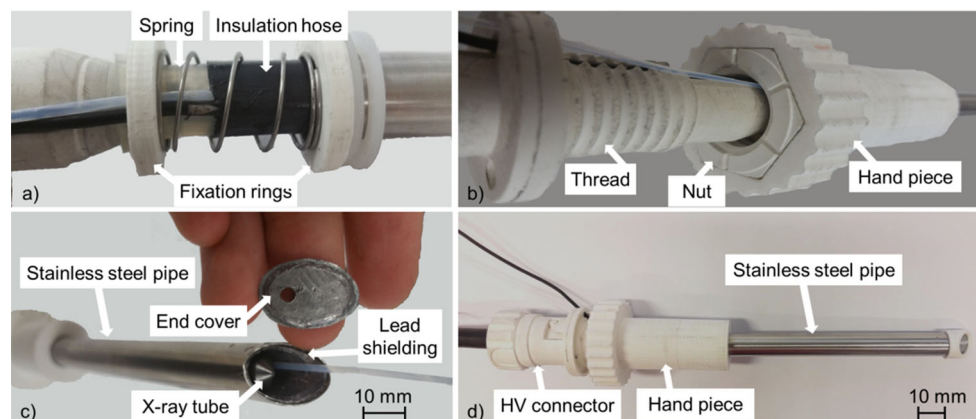 Spring
Insulation hose
Fixation rings
a)
Thread
Nut
Hand piece
b)
Stainless steel pipe
End cover
Lead
shielding
X-ray tube
10 mm
c)
Stainless steel pipe
HV connector
Hand piece
10 mm
d)